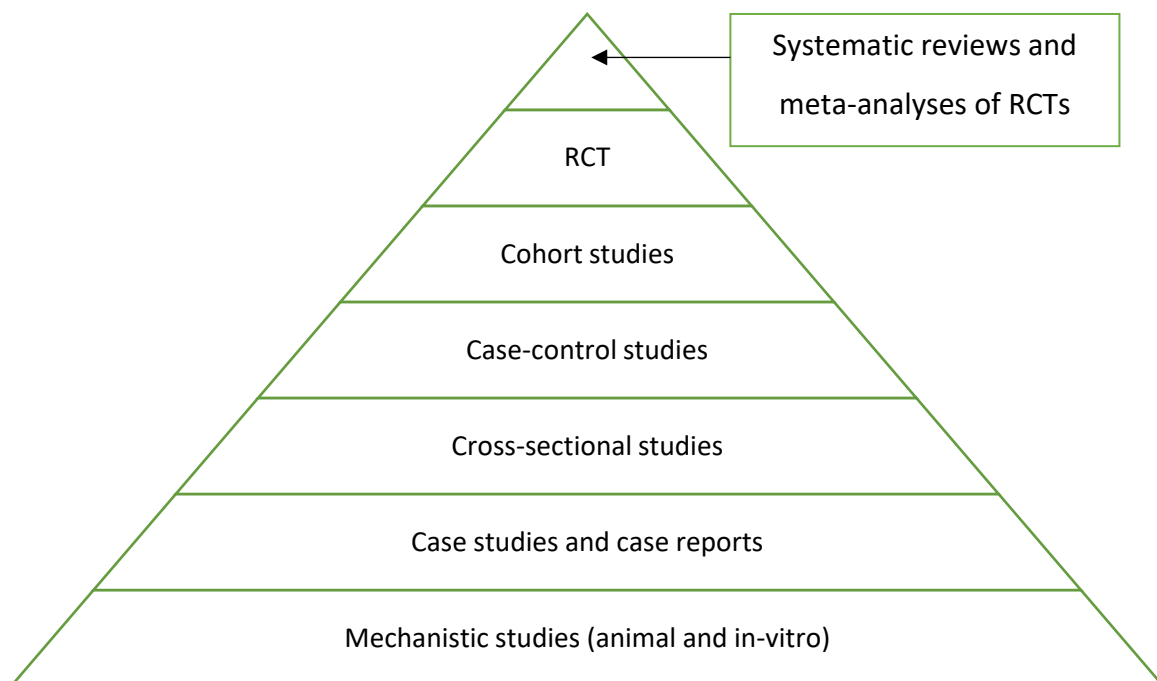 Systematic reviews and
meta-analyses of RCTs
RCT
Cohort studies
Case-control studies
Cross-sectional studies
Case studies and case reports
Mechanistic studies (animal and in-vitro)